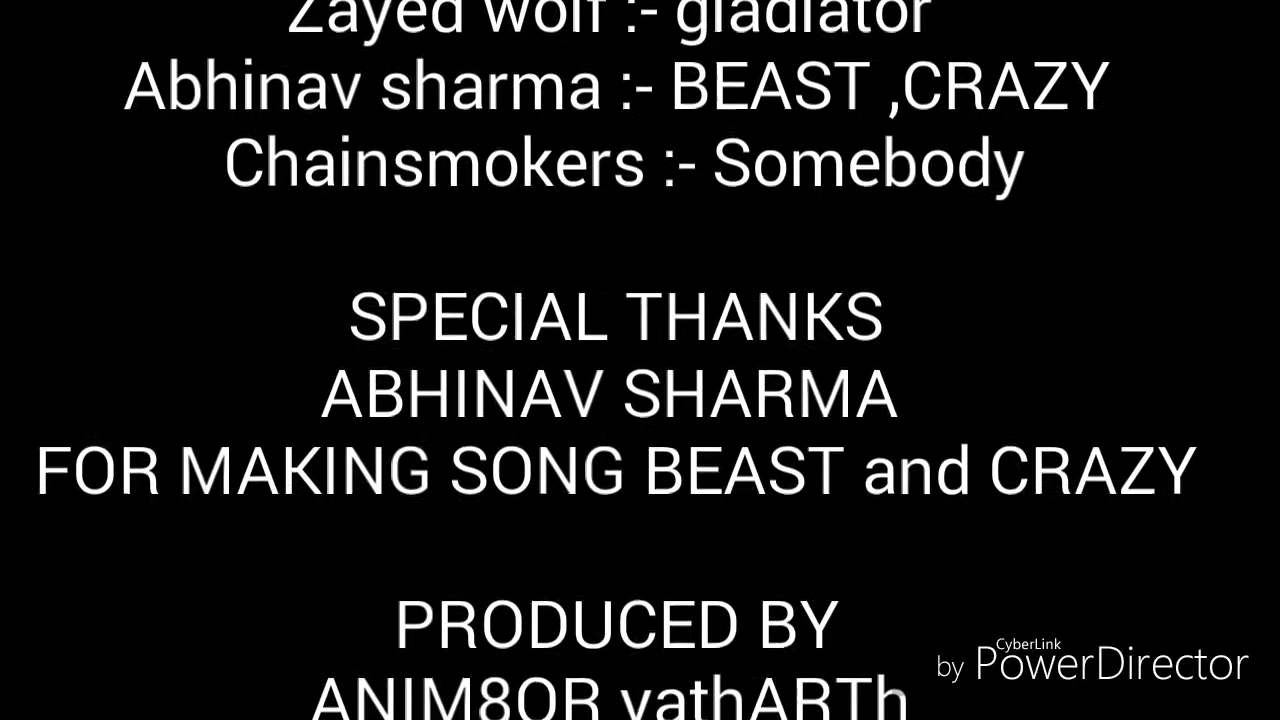 Zayed wolf :- gladiator
Abhinav sharma :- BEAST ,CRAZY
Chainsmokers :- Somebody
SPECIAL THANKS
ABHINAV SHARMA
FOR MAKING SONG BEAST and CRAZY
PRODUCED BY
ANIM8OR yathARTh
CyberLink
by PowerDirector